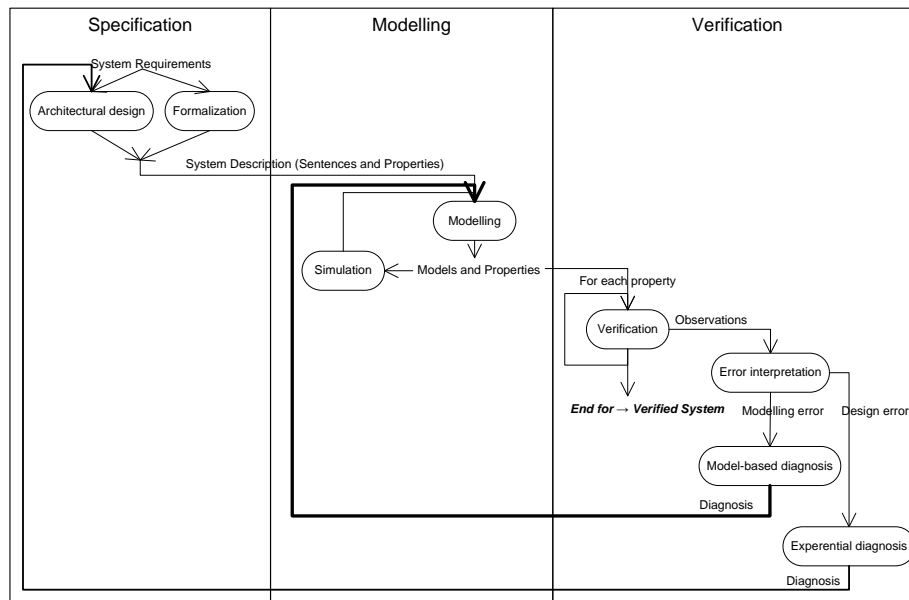 Specification
Modelling
Verification
System Requirements
Architectural design
Formalization
System Description (Sentences and Properties)
Modelling
Simulation
Models and Properties
For each property
Verification
Observations
Error interpretation
End for → Verified System
Modelling error
Design error
Model-based diagnosis
Diagnosis
Experential diagnosis
Diagnosis